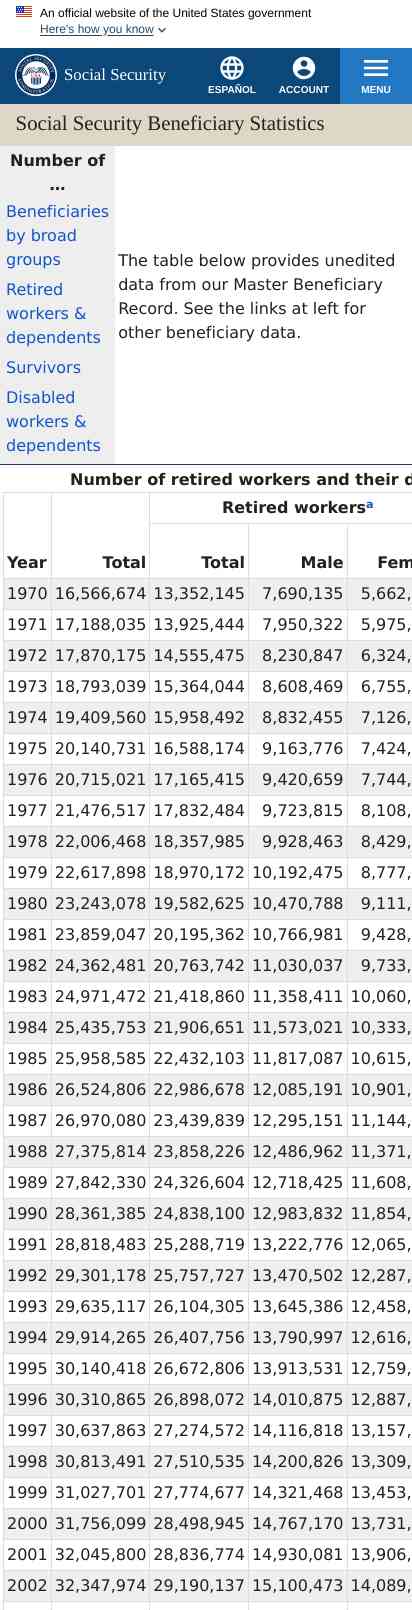 An official website of the United States government
Here's how you know
Social Security
ESPAÑOL
ACCOUNT
MENU
Social Security Beneficiary Statistics
Number of
...
Beneficiaries
by broad
groups
Retired
workers &
dependents
Survivors
Disabled
workers &
dependents
The table below provides unedited
data from our Master Beneficiary
Record. See the links at left for
other beneficiary data.
Number of retired workers and their d
Retired workersa
Year Total Total Male Fem
1970 16,566,674 13,352,145 7,690,135 5,662,
1971 17,188,035 13,925,444 7,950,322 5,975,
1972 17,870,175 14,555,475 8,230,847 6,324,
1973 18,793,039 15,364,044 8,608,469 6,755,
1974 19,409,560 15,958,492 8,832,455 7,126,
1975 20,140,731 16,588,174 9,163,776 7,424,
1976 20,715,021 17,165,415 9,420,659 7,744,
1977 21,476,517 17,832,484 9,723,815 8,108,
1978 22,006,468 18,357,985 9,928,463 8,429,
1979 22,617,898 18,970,172 10,192,475 8,777,
1980 23,243,078 19,582,625 10,470,788 9,111,
1981 23,859,047 20,195,362 10,766,981 9,428,
1982 24,362,481 20,763,742 11,030,037 9,733,
1983 24,971,472 21,418,860 11,358,411 10,060,
1984 25,435,753 21,906,651 11,573,021 10,333,
1985 25,958,585 22,432,103 11,817,087 10,615,
1986 26,524,806 22,986,678 12,085,191 10,901,
1987 26,970,080 23,439,839 12,295,151 11,144,
1988 27,375,814 23,858,226 12,486,962 11,371,
1989 27,842,330 24,326,604 12,718,425 11,608,
1990 28,361,385 24,838,100 12,983,832 11,854,
1991 28,818,483 25,288,719 13,222,776 12,065,
1992 29,301,178 25,757,727 13,470,502 12,287,
1993 29,635,117 26,104,305 13,645,386 12,458,
1994 29,914,265 26,407,756 13,790,997 12,616,
1995 30,140,418 26,672,806 13,913,531 12,759,
1996 30,310,865 26,898,072 14,010,875 12,887,
1997 30,637,863 27,274,572 14,116,818 13,157,
1998 30,813,491 27,510,535 14,200,826 13,309,
1999 31,027,701 27,774,677 14,321,468 13,453,
2000 31,756,099 28,498,945 14,767,170 13,731,
2001 32,045,800 28,836,774 14,930,081 13,906,
2002 32,347,974 29,190,137 15,100,473 14,089,